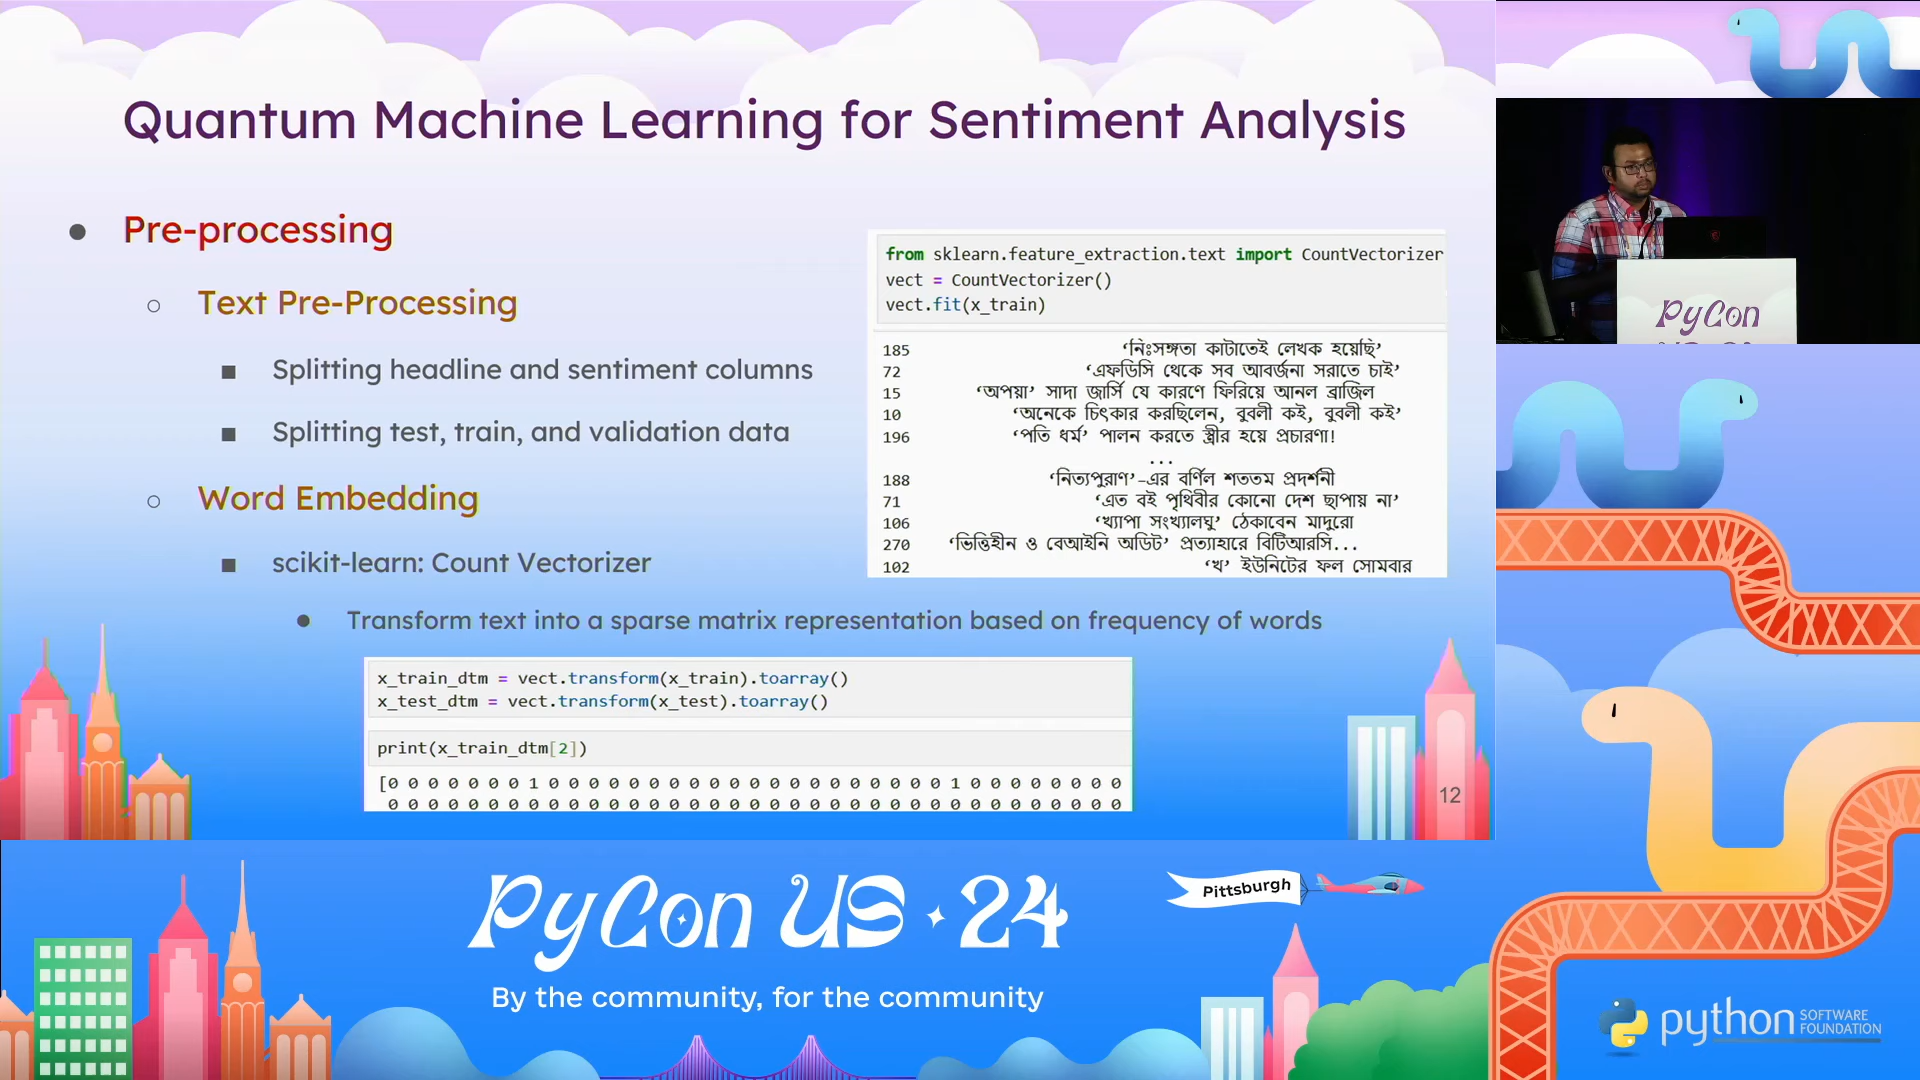 Quantum Machine Learning for Sentiment Analysis
● Pre-processing
○ Text Pre-Processing
■ Splitting headline and sentiment columns
■ Splitting test, train, and validation data
○ Word Embedding
■ scikit-learn: Count Vectorizer
● Transform text into a sparse matrix representation based on frequency of words
from sklearn.feature_extraction.text import CountVectorizer
vect = CountVectorizer()
vect.fit(x_train)
185 ‘নিঃসঙ্গতা কাটাতেই লেখক হয়েছি’
72 ‘এফডিসি থেকে সব আবর্জনা সরাতে চাই’
15 ‘অপয়া’ সাদা জার্সি যে কারণে ফিরিয়ে আনল ব্রাজিল
10 ‘অনেকে চিৎকার করছিলেন, বুবলী কই, বুবলী কই’
196 ‘পতি ধর্ম’ পালন করতে স্ত্রীর হয়ে প্রচারণা!
...
188 ‘নিত্যপুরাণ’-এর বর্ণিল শততম প্রদর্শনী
71 ‘এত বই পৃথিবীর কোনো দেশ ছাপায় না’
106 ‘খ্যাপা সংখ্যালঘু’ ঠেকাবেন মাদুরো
270 ‘ভিত্তিহীন ও বেআইনি অডিট’ প্রত্যাহারে বিটিআরসি...
102 ‘খ’ ইউনিটের ফল সোমবার
x_train_dtm = vect.transform(x_train).toarray()
x_test_dtm = vect.transform(x_test).toarray()
print(x_train_dtm[2])
[0 0 0 0 0 0 0 1 0 0 0 0 0 0 0 0 0 0 0 0 0 0 0 0 0 0 0 0 1 0 0 0 0 0 0 0 0
0 0 0 0 0 0 0 0 0 0 0 0 0 0 0 0 0 0 0 0 0 0 0 0 0 0 0 0 0 0 0 0 0 0 0 0 0
12
PyCon
PyCon US 24
Pittsburgh
By the community, for the community
python SOFTWARE
FOUNDATION